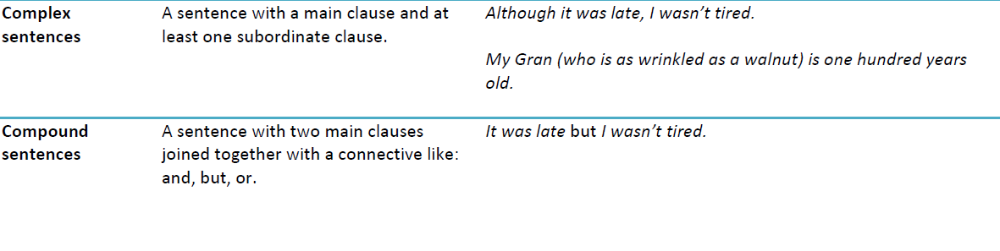 Complex sentences
A sentence with a main clause and at
least one subordinate clause.
Although it was late, I wasn’t tired.
My Gran (who is as wrinkled as a walnut) is one hundred years
old.
Compound sentences
A sentence with two main clauses
joined together with a connective like:
and, but, or.
It was late but I wasn’t tired.